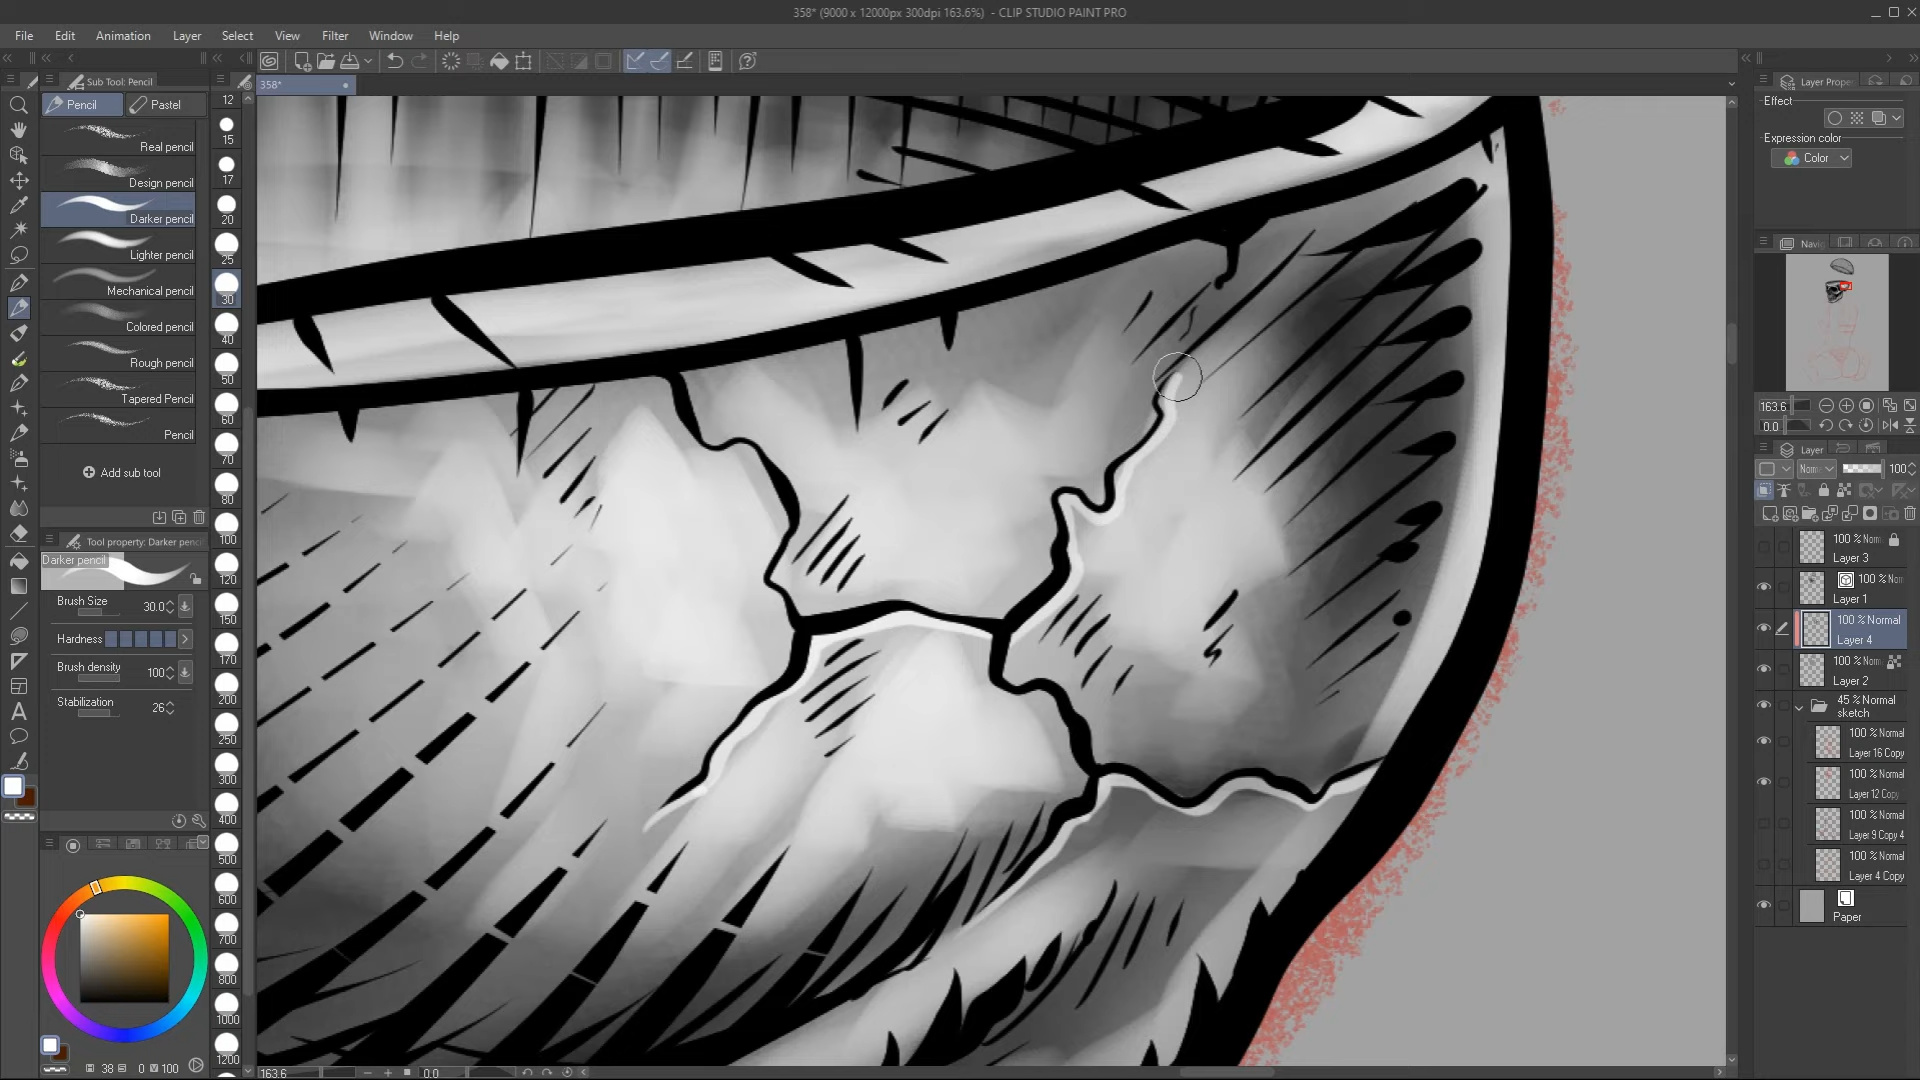 358* (9000 x 12000px 300dpi 163.6%)  - CLIP STUDIO PAINT PRO
File Edit Animation Layer Select View Filter Window Help
Sub Tool: Pencil
Pencil
Pastel
Real pencil
Design pencil
Darker pencil
Lighter pencil
Mechanical pencil
Colored pencil
Rough pencil
Tapered Pencil
Pencil
Add sub tool
Tool property: Darker penci
Darker pencil
Brush Size 30.0
Hardness
Brush density 100
Stabilization 26
38 0 100
358*
12
15
17
20
25
30
40
50
60
70
80
100
120
150
170
200
250
300
400
500
600
700
800
1000
1200
163.6 0.0
Layer Prope
Effect
Expression color
Color
Navi
163.6
0.0
Layer
Norm 100
100 % Norm
Layer 3
100 % Nor
Layer 1
100 % Normal
Layer 4
100 % Norm
Layer 2
45 % Normal
sketch
100 % Normal
Layer 16 Copy
100 % Normal
Layer 12 Copy
100 % Normal
Layer 9 Copy 4
100 % Normal
Layer 4 Copy
Paper